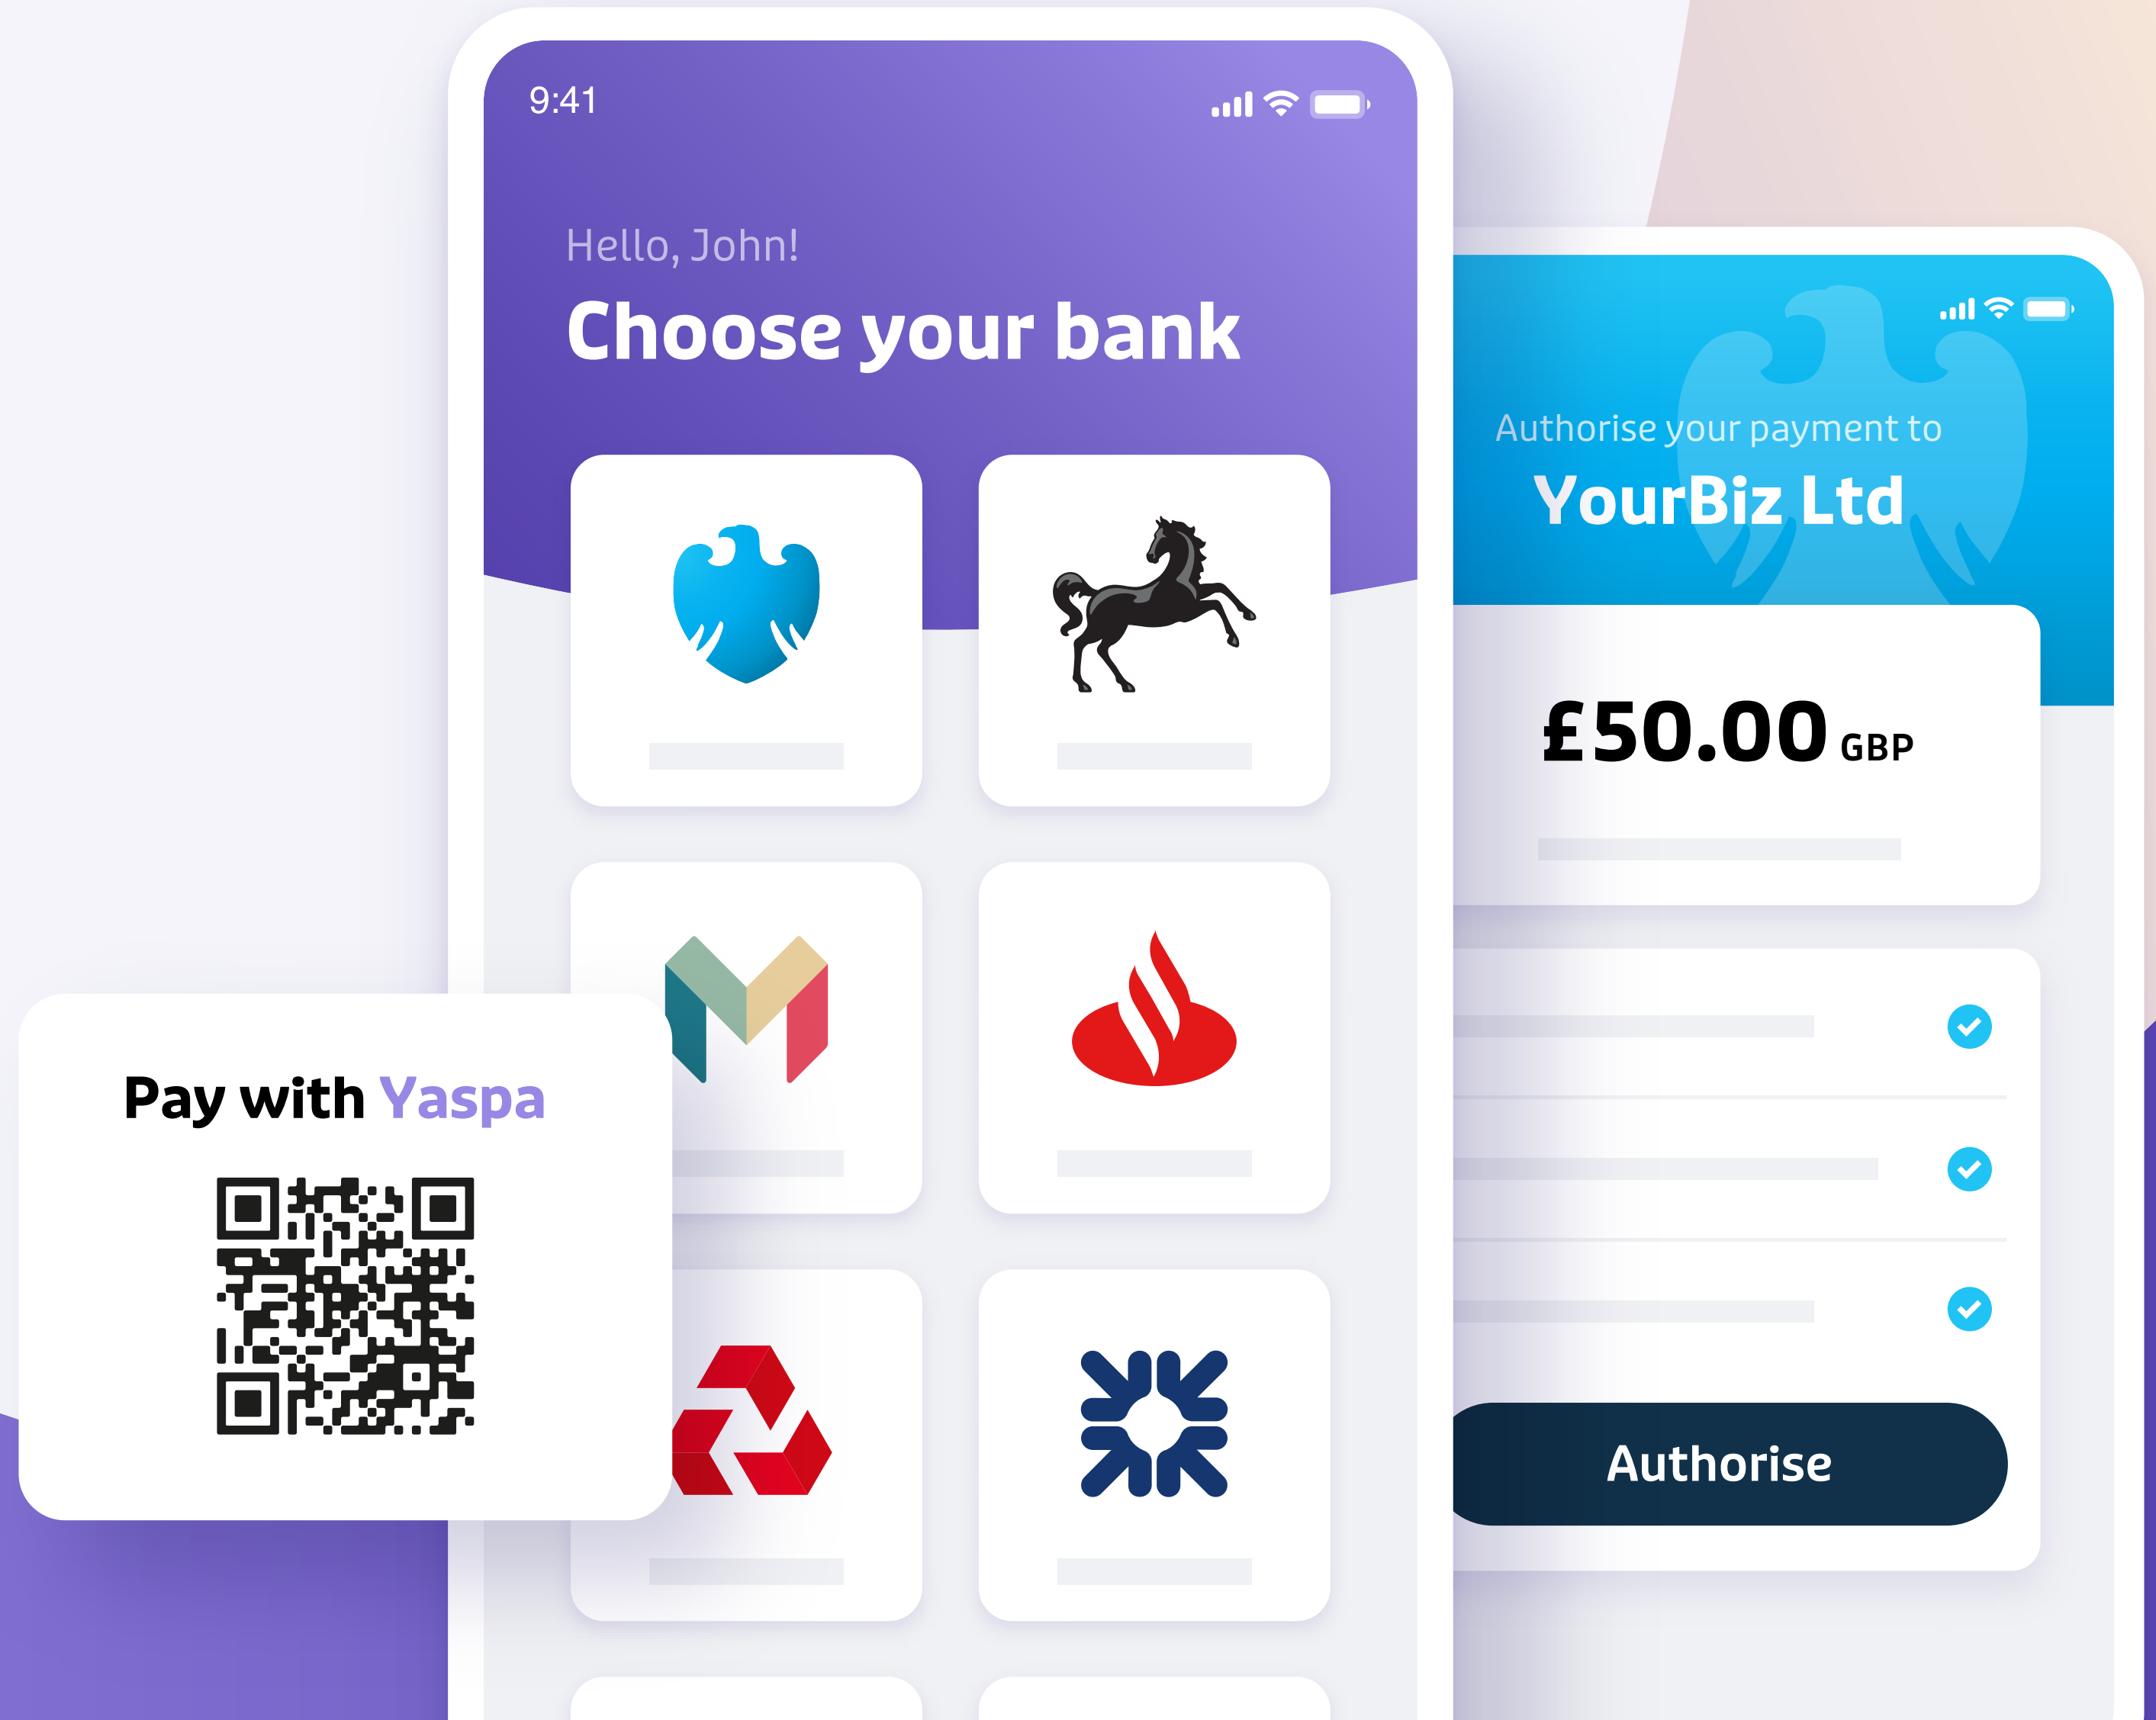 9:41
Hello, John!
Choose your bank
Authorise your payment to
YourBiz Ltd
£50.00 GBP
Pay with Yaspa
Authorise